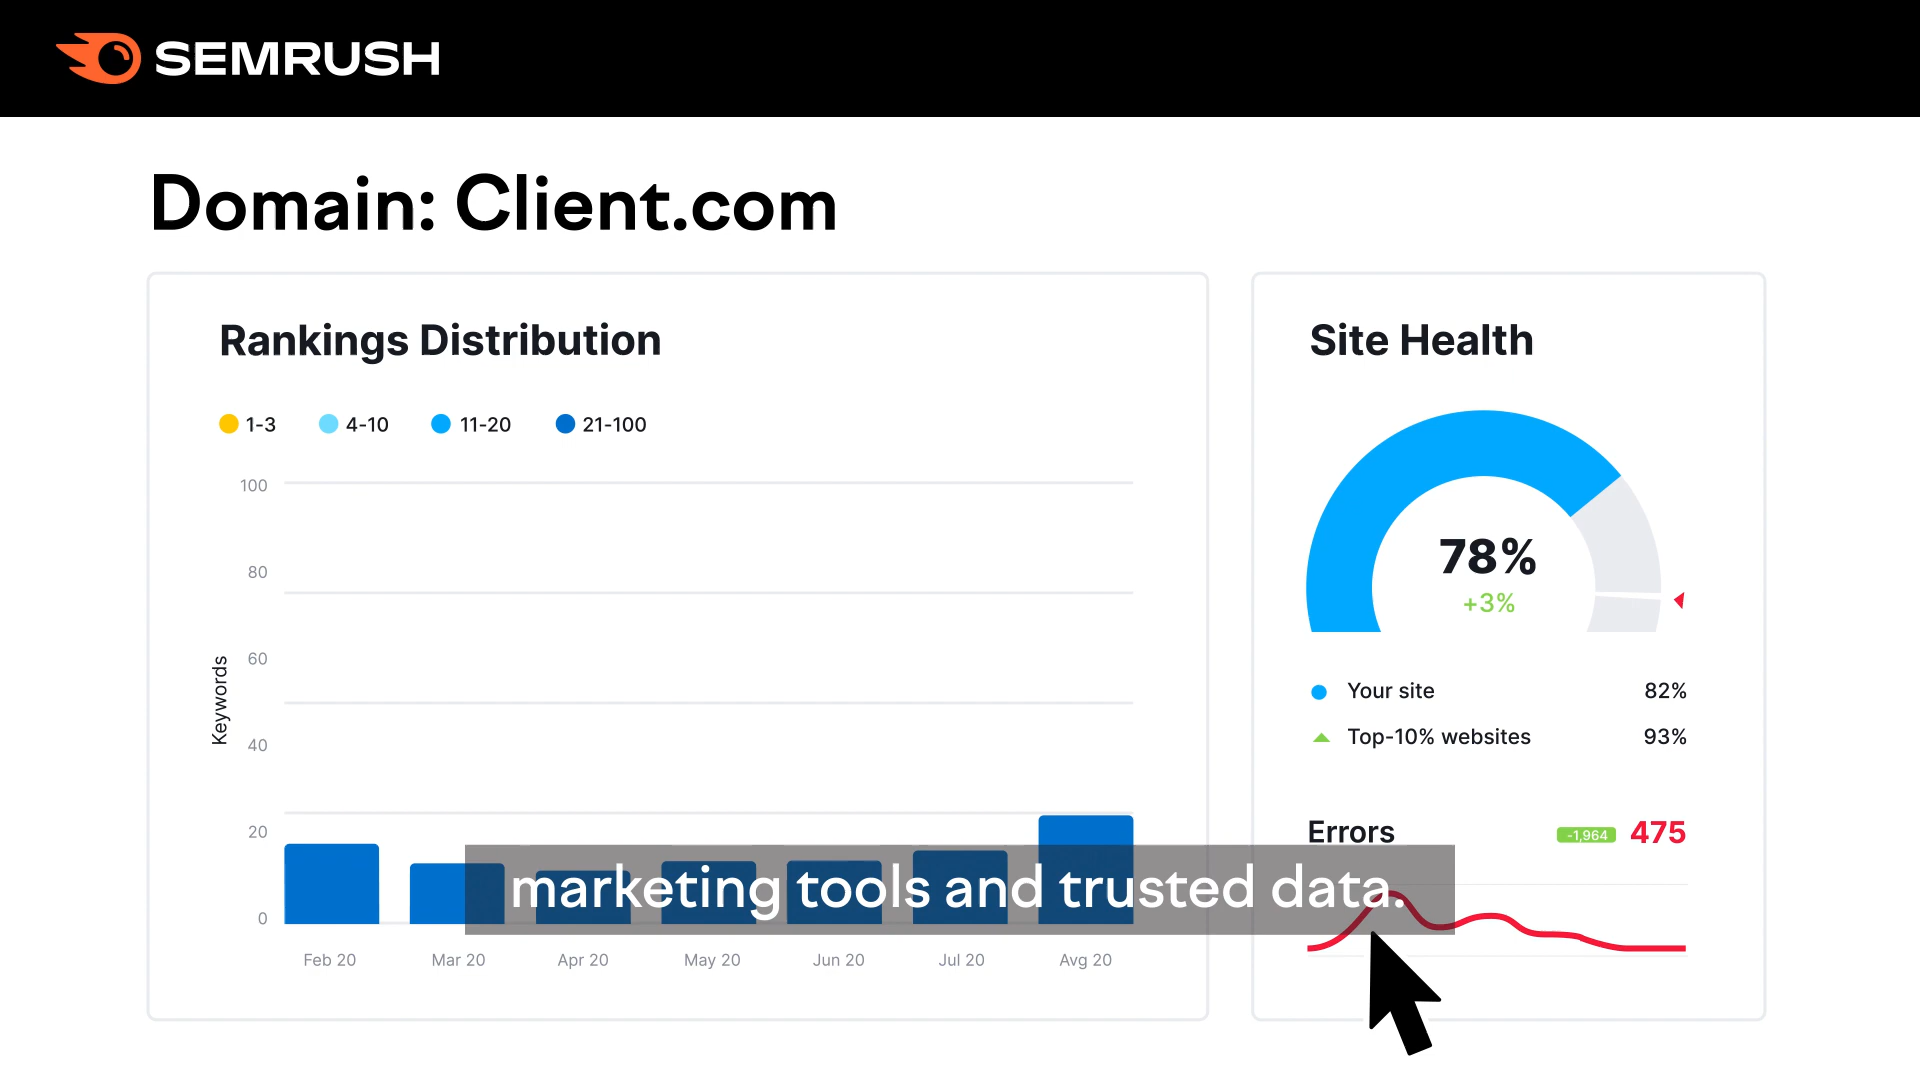 SEMRUSH
Domain: Client.com
Rankings Distribution
1-3 4-10 11-20 21-100
Keywords
100
80
60
40
20
0
Feb 20 Mar 20 Apr 20 May 20 Jun 20 Jul 20 Avg 20
Site Health
78%
+3%
Your site 82%
Top-10% websites 93%
Errors -1,964 475
marketing tools and trusted data.